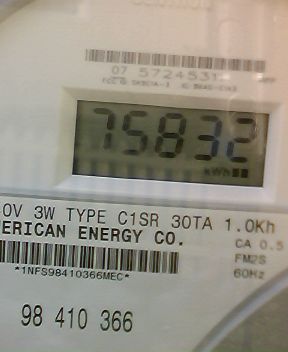 07 5724531
75832
kWh
0V 3W TYPE C1SR 30TA 1.0Kh
ERICAN ENERGY CO.
CA 0.5
FM2S
60Hz
*1NFS98410366MEC*
98 410 366